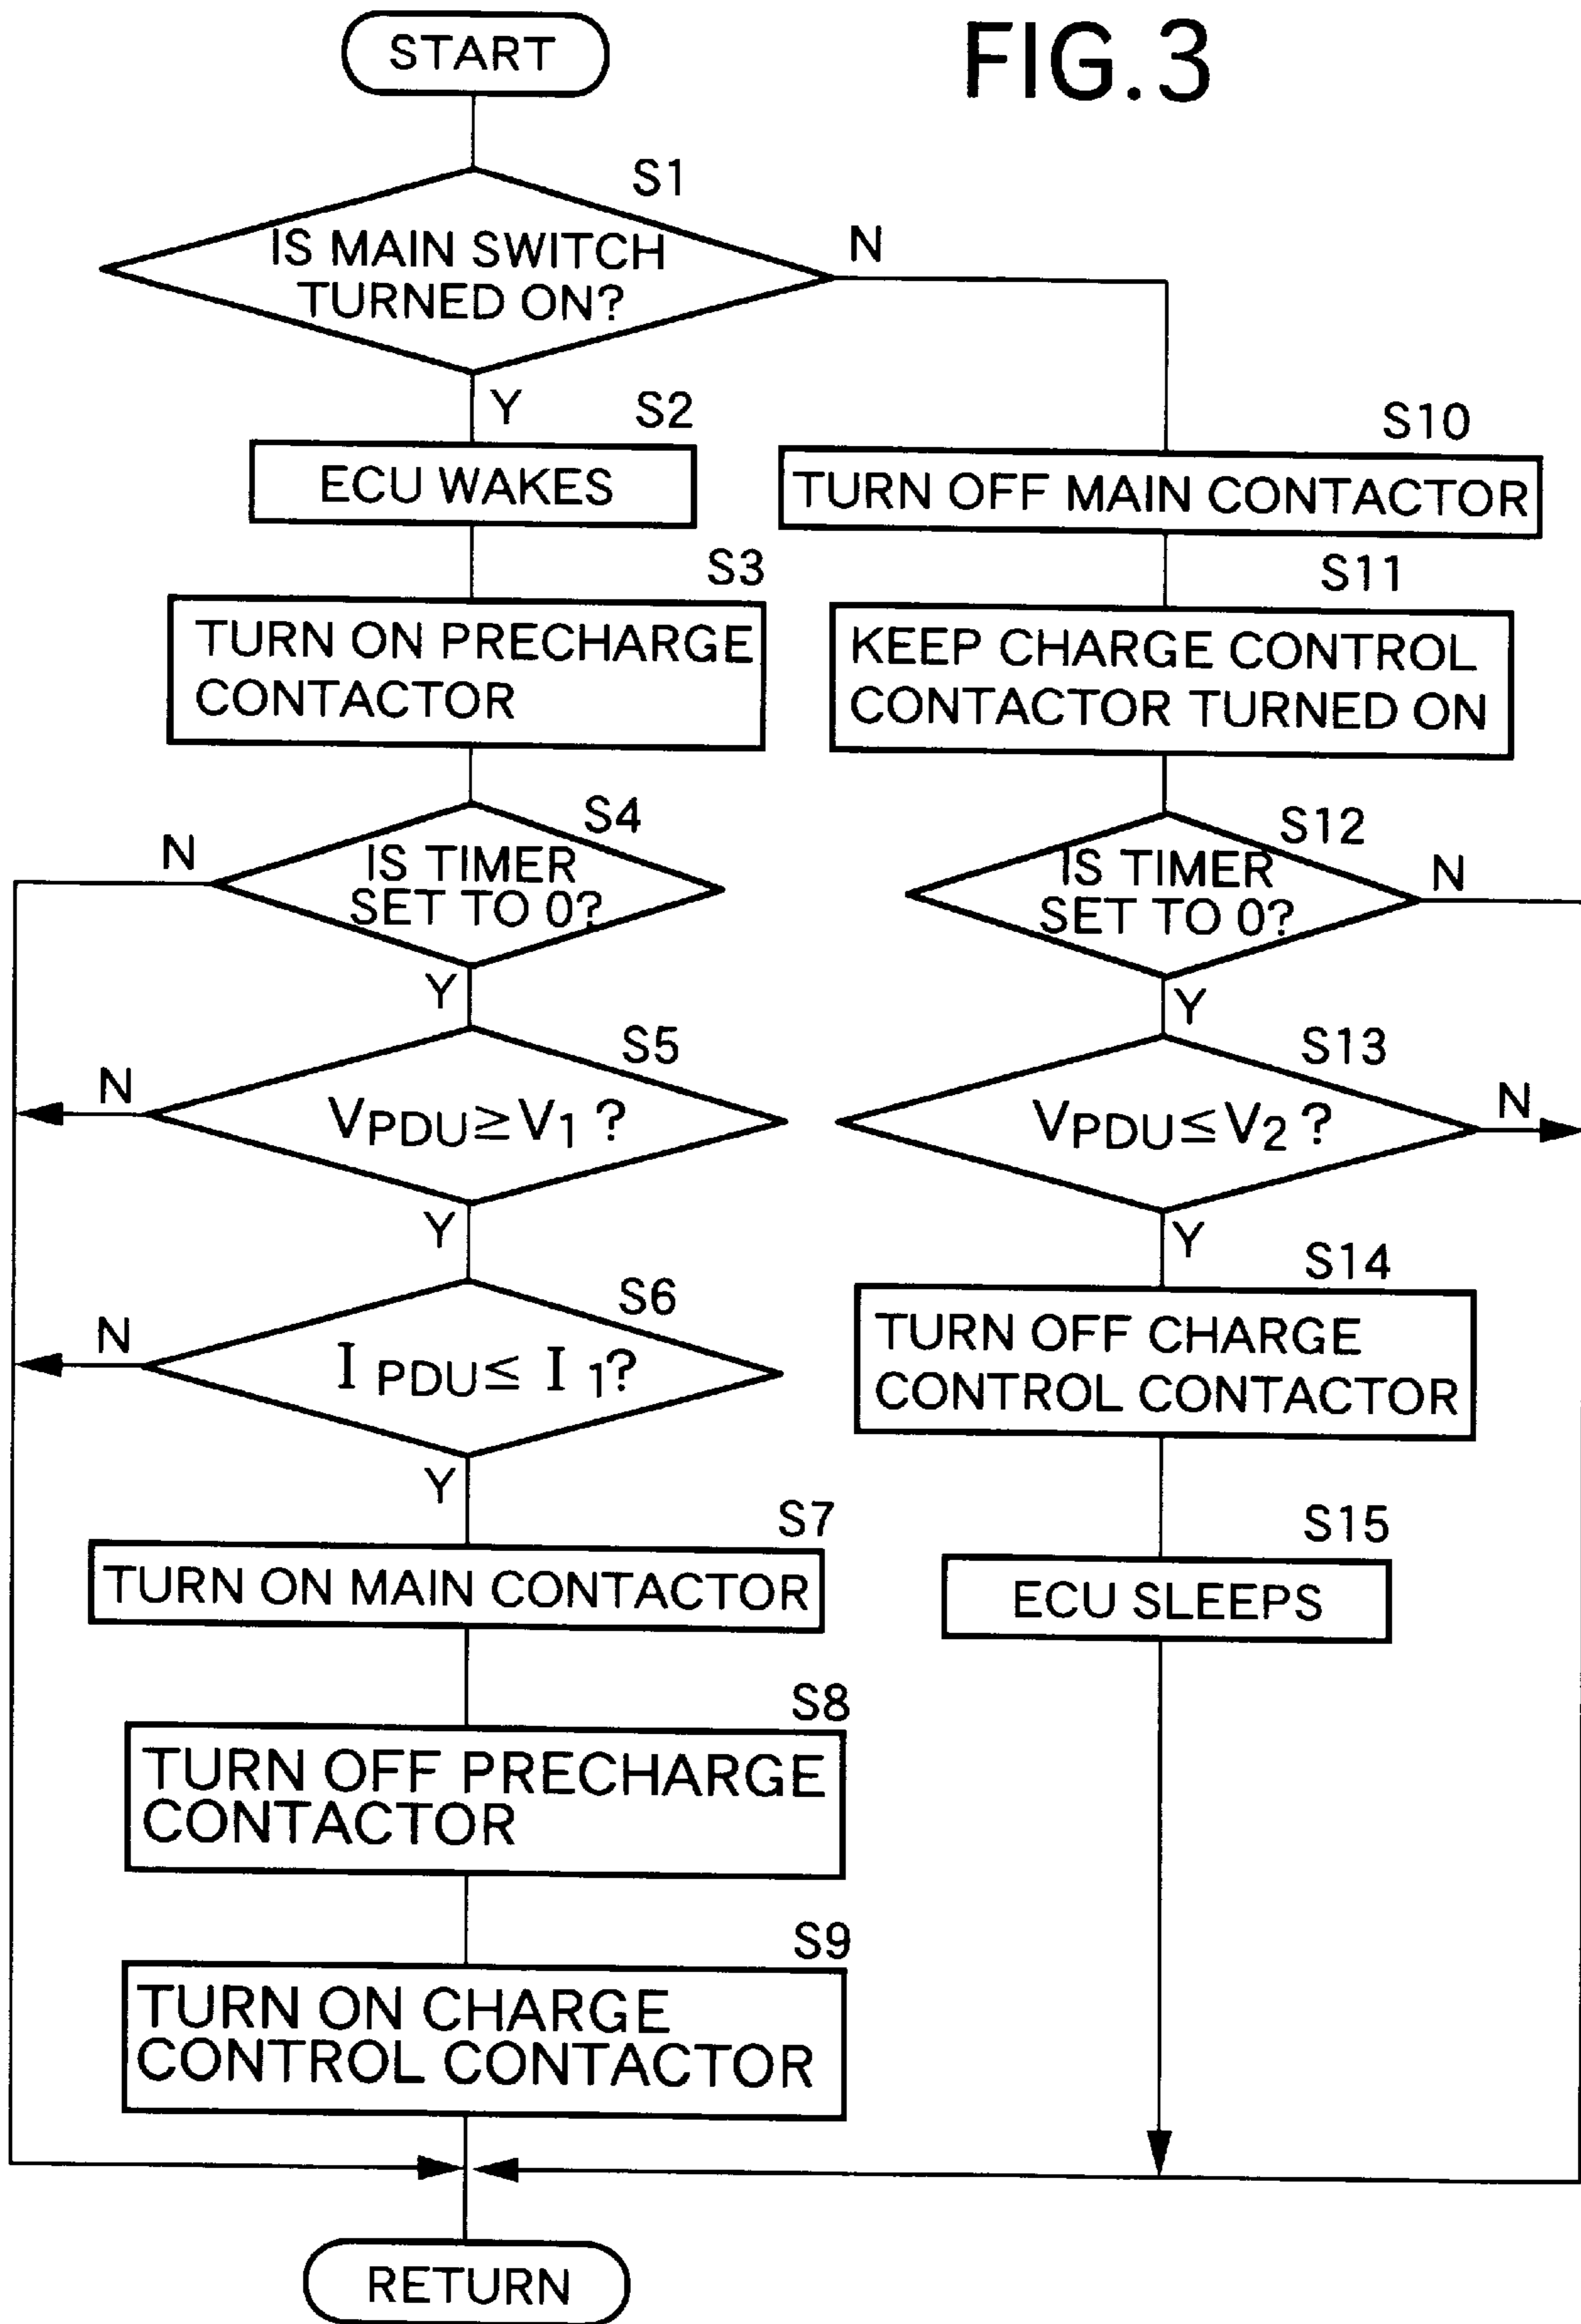 FIG.3
START
S1
IS MAIN SWITCH
TURNED ON?
N
Y
S2
ECU WAKES
S3
TURN ON PRECHARGE
CONTACTOR
S4
IS TIMER
SET TO 0?
N
Y
S5
VPDU≥V1 ?
N
Y
S6
I PDU≤ I 1?
N
Y
S7
TURN ON MAIN CONTACTOR
S8
TURN OFF PRECHARGE
CONTACTOR
S9
TURN ON CHARGE
CONTROL CONTACTOR
S10
TURN OFF MAIN CONTACTOR
S11
KEEP CHARGE CONTROL
CONTACTOR TURNED ON
S12
IS TIMER
SET TO 0?
N
Y
S13
VPDU≤V2 ?
N
Y
S14
TURN OFF CHARGE
CONTROL CONTACTOR
S15
ECU SLEEPS
RETURN